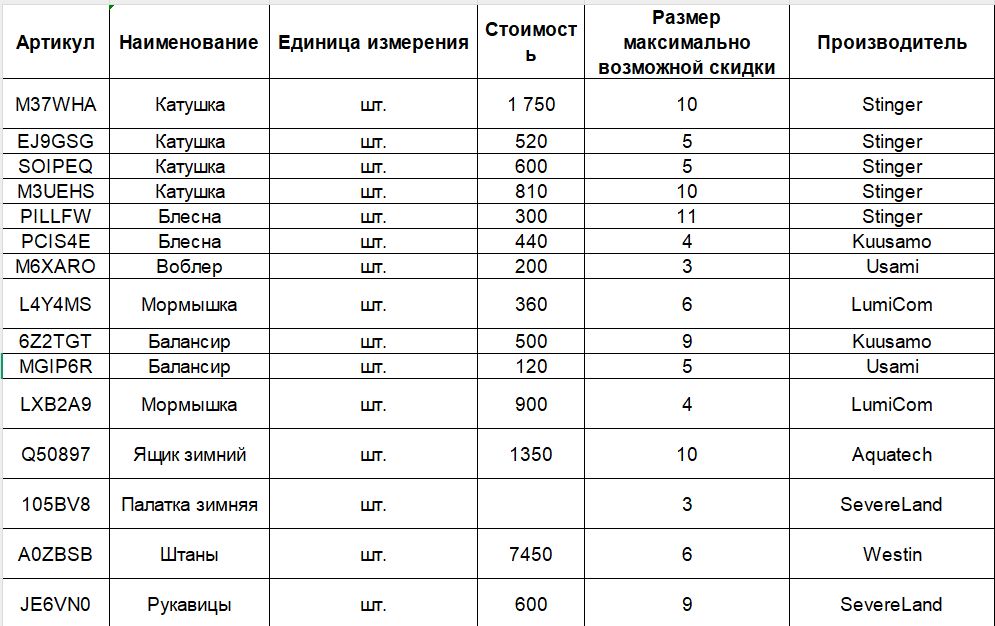 Артикул Наименование Единица измерения Стоимост
ь Размер
максимально
возможной скидки Производитель
M37WHA Катушка шт. 1 750 10 Stinger
EJ9GSG Катушка шт. 520 5 Stinger
SOIPEQ Катушка шт. 600 5 Stinger
M3UEHS Катушка шт. 810 10 Stinger
PILLFW Блесна шт. 300 11 Stinger
PCIS4E Блесна шт. 440 4 Kuusamo
M6XARO Воблер шт. 200 3 Usami
L4Y4MS Мормышка шт. 360 6 LumiCom
6Z2TGT Балансир шт. 500 9 Kuusamo
MGIP6R Балансир шт. 120 5 Usami
LXB2A9 Мормышка шт. 900 4 LumiCom
Q50897 Ящик зимний шт. 1350 10 Aquatech
105BV8 Палатка зимняя шт. 3 SevereLand
A0ZBSB Штаны шт. 7450 6 Westin
JE6VN0 Рукавицы шт. 600 9 SevereLand